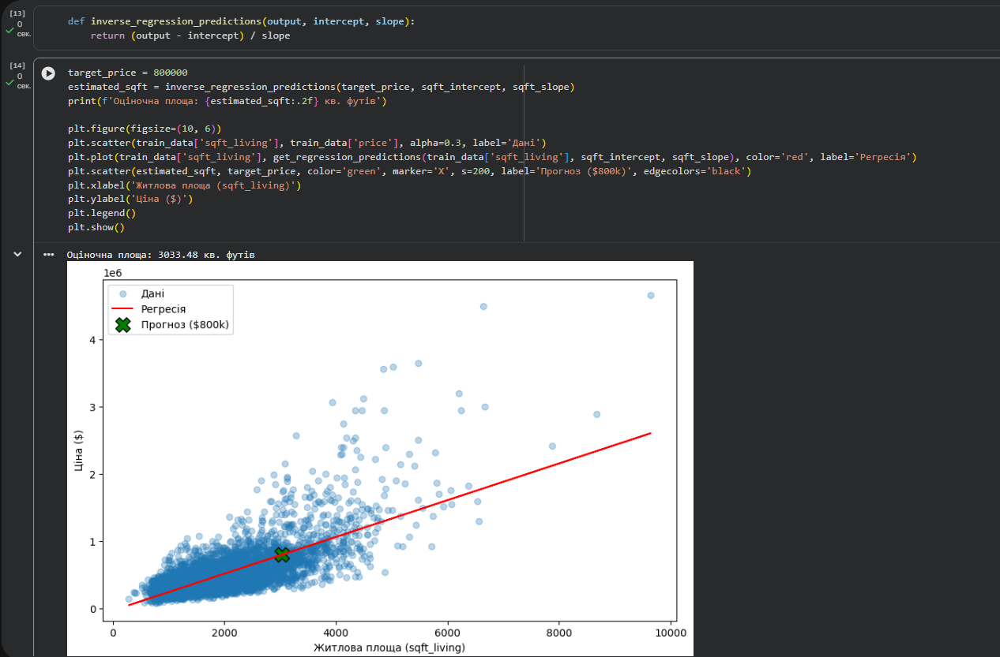 [13]
0
сек.
def inverse_regression_predictions(output, intercept, slope):
return (output - intercept) / slope
[14]
0
сек.
target_price = 800000
estimated_sqft = inverse_regression_predictions(target_price, sqft_intercept, sqft_slope)
print(f'Оціночна площа: {estimated_sqft:.2f} кв. футів')
plt.figure(figsize=(10, 6))
plt.scatter(train_data['sqft_living'], train_data['price'], alpha=0.3, label='Дані')
plt.plot(train_data['sqft_living'], get_regression_predictions(train_data['sqft_living'], sqft_intercept, sqft_slope), color='red', label='Регресія')
plt.scatter(estimated_sqft, target_price, color='green', marker='X', s=200, label='Прогноз ($800k)', edgecolors='black')
plt.xlabel('Житлова площа (sqft_living)')
plt.ylabel('Ціна ($)')
plt.legend()
plt.show()
Оціночна площа: 3033.48 кв. футів
1e6
Дані
Регресія
Прогноз ($800k)
4
3
2
1
0
Ціна ($)
0 2000 4000 6000 8000 10000
Житлова площа (sqft_living)